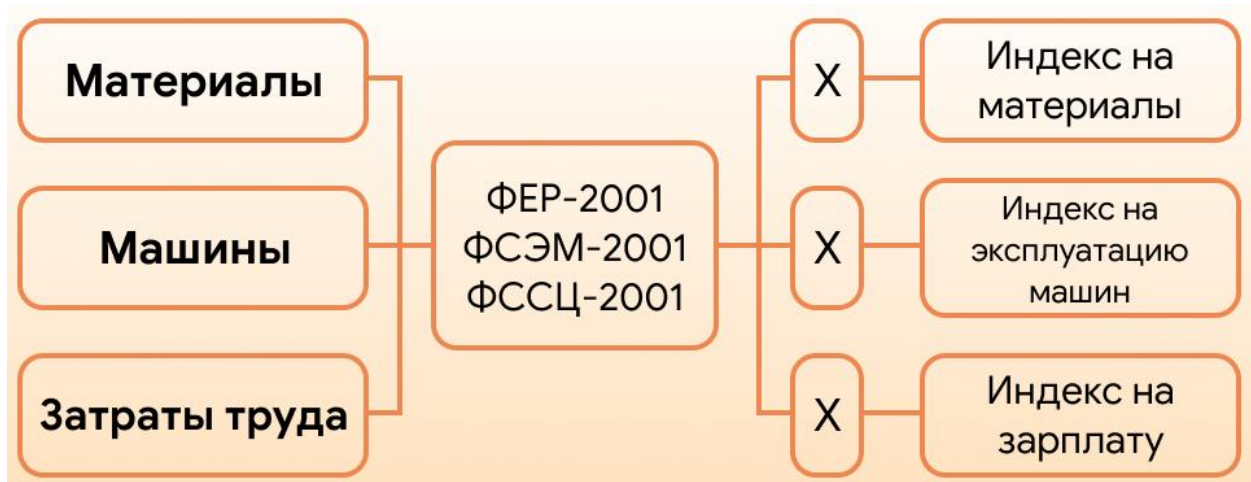 Материалы
Машины
Затраты труда
ФЕР-2001
ФСЭМ-2001
ФССЦ-2001
X
Индекс на
материалы
X
Индекс на
эксплуатацию
машин
X
Индекс на
зарплату